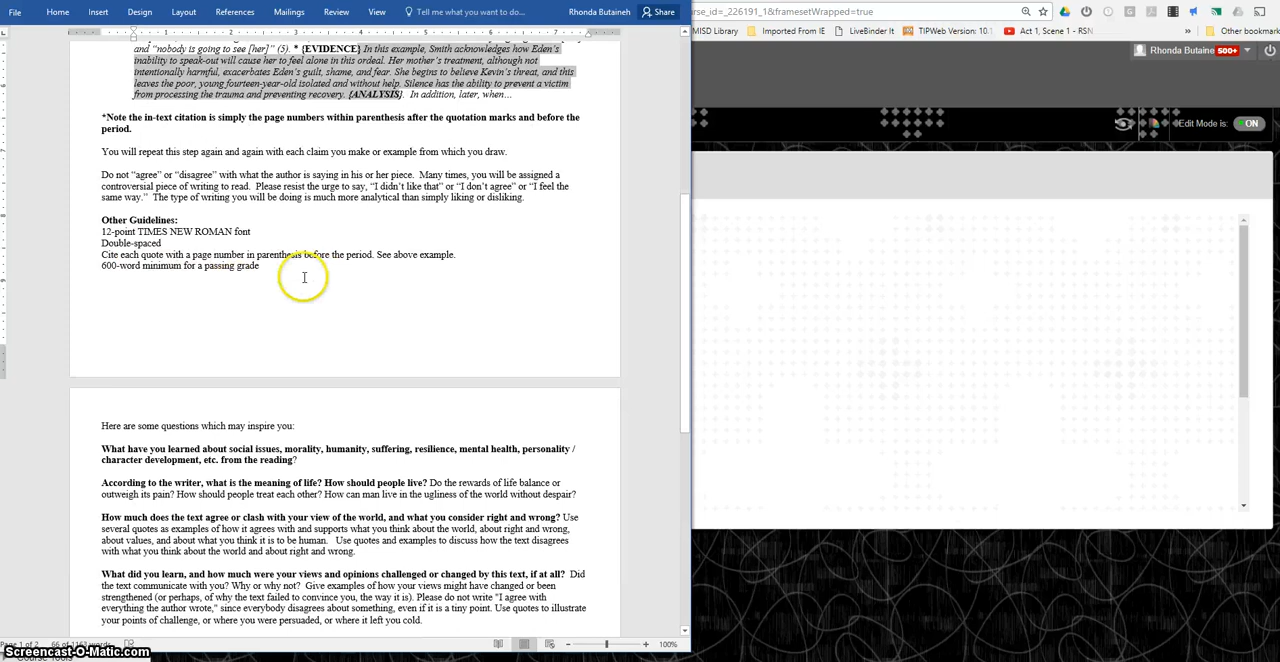 File Home Insert Design Layout References Mailings Review View Tell me what you want to do... Rhonda Butaineh Share
rse_id=_226191_1&framesetWrapped=true
MISD Library Imported From IE LiveBinder It TIPWeb Version: 10.1 Act 1, Scene 1 - RSN » Other bookmark
Rhonda Butaine 500+
Edit Mode is: ON
and "nobody is going to see [her]" (5). * {EVIDENCE} In this example, Smith acknowledges how Eden's
inability to speak-out will cause her to feel alone in this ordeal. Her mother's treatment, although not
intentionally harmful, exacerbates Eden's guilt, shame, and fear. She begins to believe Kevin's threat, and this
leaves the poor, young fourteen-year-old isolated and without help. Silence has the ability to prevent a victim
from processing the trauma and preventing recovery. {ANALYSIS}. In addition, later, when…
*Note the in-text citation is simply the page numbers within parenthesis after the quotation marks and before the
period.
You will repeat this step again and again with each claim you make or example from which you draw.
Do not "agree" or "disagree" with what the author is saying in his or her piece. Many times, you will be assigned a
controversial piece of writing to read. Please resist the urge to say, "I didn't like that" or "I don't agree" or "I feel the
same way." The type of writing you will be doing is much more analytical than simply liking or disliking.
Other Guidelines:
12-point TIMES NEW ROMAN font
Double-spaced
Cite each quote with a page number in parenthesis before the period. See above example.
600-word minimum for a passing grade
Here are some questions which may inspire you:
What have you learned about social issues, morality, humanity, suffering, resilience, mental health, personality /
character development, etc. from the reading?
According to the writer, what is the meaning of life? How should people live? Do the rewards of life balance or
outweigh its pain? How should people treat each other? How can man live in the ugliness of the world without despair?
How much does the text agree or clash with your view of the world, and what you consider right and wrong? Use
several quotes as examples of how it agrees with and supports what you think about the world, about right and wrong,
about values, and about what you think it is to be human. Use quotes and examples to discuss how the text disagrees
with what you think about the world and about right and wrong.
What did you learn, and how much were your views and opinions challenged or changed by this text, if at all? Did
the text communicate with you? Why or why not? Give examples of how your views might have changed or been
strengthened (or perhaps, of why the text failed to convince you, the way it is). Please do not write "I agree with
everything the author wrote," since everybody disagrees about something, even if it is a tiny point. Use quotes to illustrate
your points of challenge, or where you were persuaded, or where it left you cold.
Page 1 of 2 66 of 1163 words 100%
Screencast-O-Matic.com
Course Tools